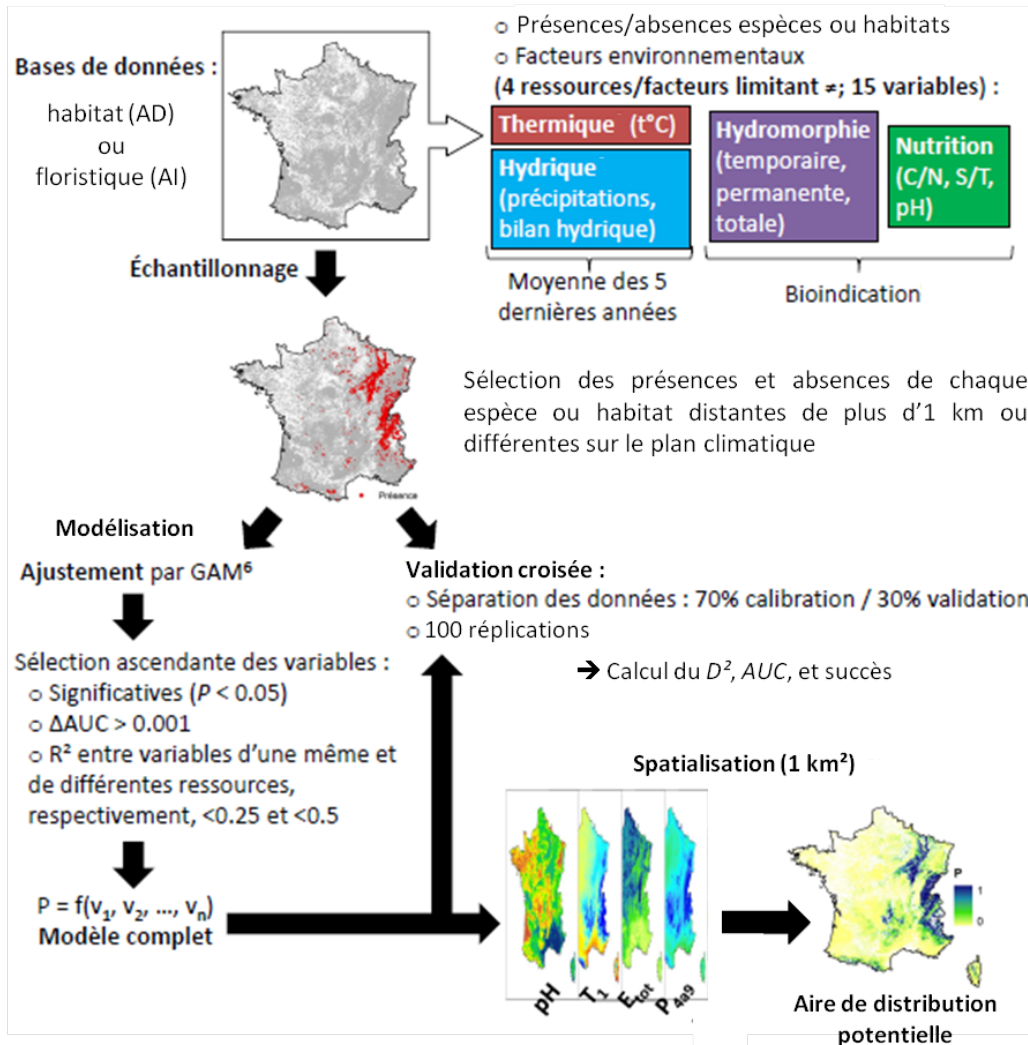 Bases de données :
habitat (AD)
ou
floristique (AI)
o Présences/absences espèces ou habitats
o Facteurs environnementaux
(4 ressources/facteurs limitant ≠; 15 variables) :
Thermique (t°C)
Hydrique
(précipitations,
bilan hydrique)
Hydromorphie
(temporaire,
permanente,
totale)
Nutrition
(C/N, S/T,
pH)
Moyenne des 5
dernières années
Bioindication
Échantillonnage
Présence
Sélection des présences et absences de chaque
espèce ou habitat distantes de plus d'1 km ou
différentes sur le plan climatique
Modélisation
Ajustement par GAM⁶
Sélection ascendante des variables :
o Significatives (P < 0.05)
o ΔAUC > 0.001
o R² entre variables d'une même et
de différentes ressources,
respectivement, <0.25 et <0.5
P = f(v₁, v₂, ..., vₙ)
Modèle complet
Validation croisée :
o Séparation des données : 70% calibration / 30% validation
o 100 réplications
➔ Calcul du D², AUC, et succès
Spatialisation (1 km²)
pH
T₁
E_tot
P_4a9
P
1
0
Aire de distribution
potentielle